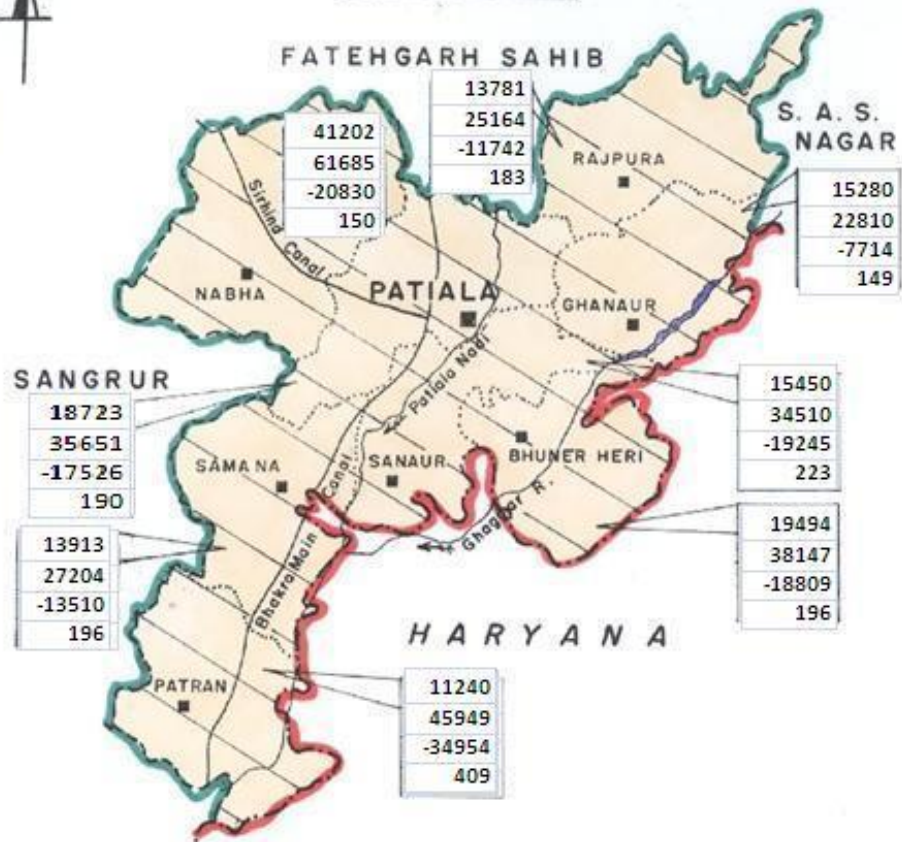 FATEHGARH SAHIB
S. A. S.
NAGAR
13781
25164
-11742
183
41202
61685
-20830
150
RAJPURA
15280
22810
-7714
149
Sirhind Canal
NABHA
PATIALA
GHANAUR
Patiala Nadi
SANGRUR
18723
35651
-17526
190
15450
34510
-19245
223
SAMANA
SANAUR
BHUNER HERI
Bhakra Main Canal
Ghaggar R.
13913
27204
-13510
196
19494
38147
-18809
196
HARYANA
PATRAN
11240
45949
-34954
409